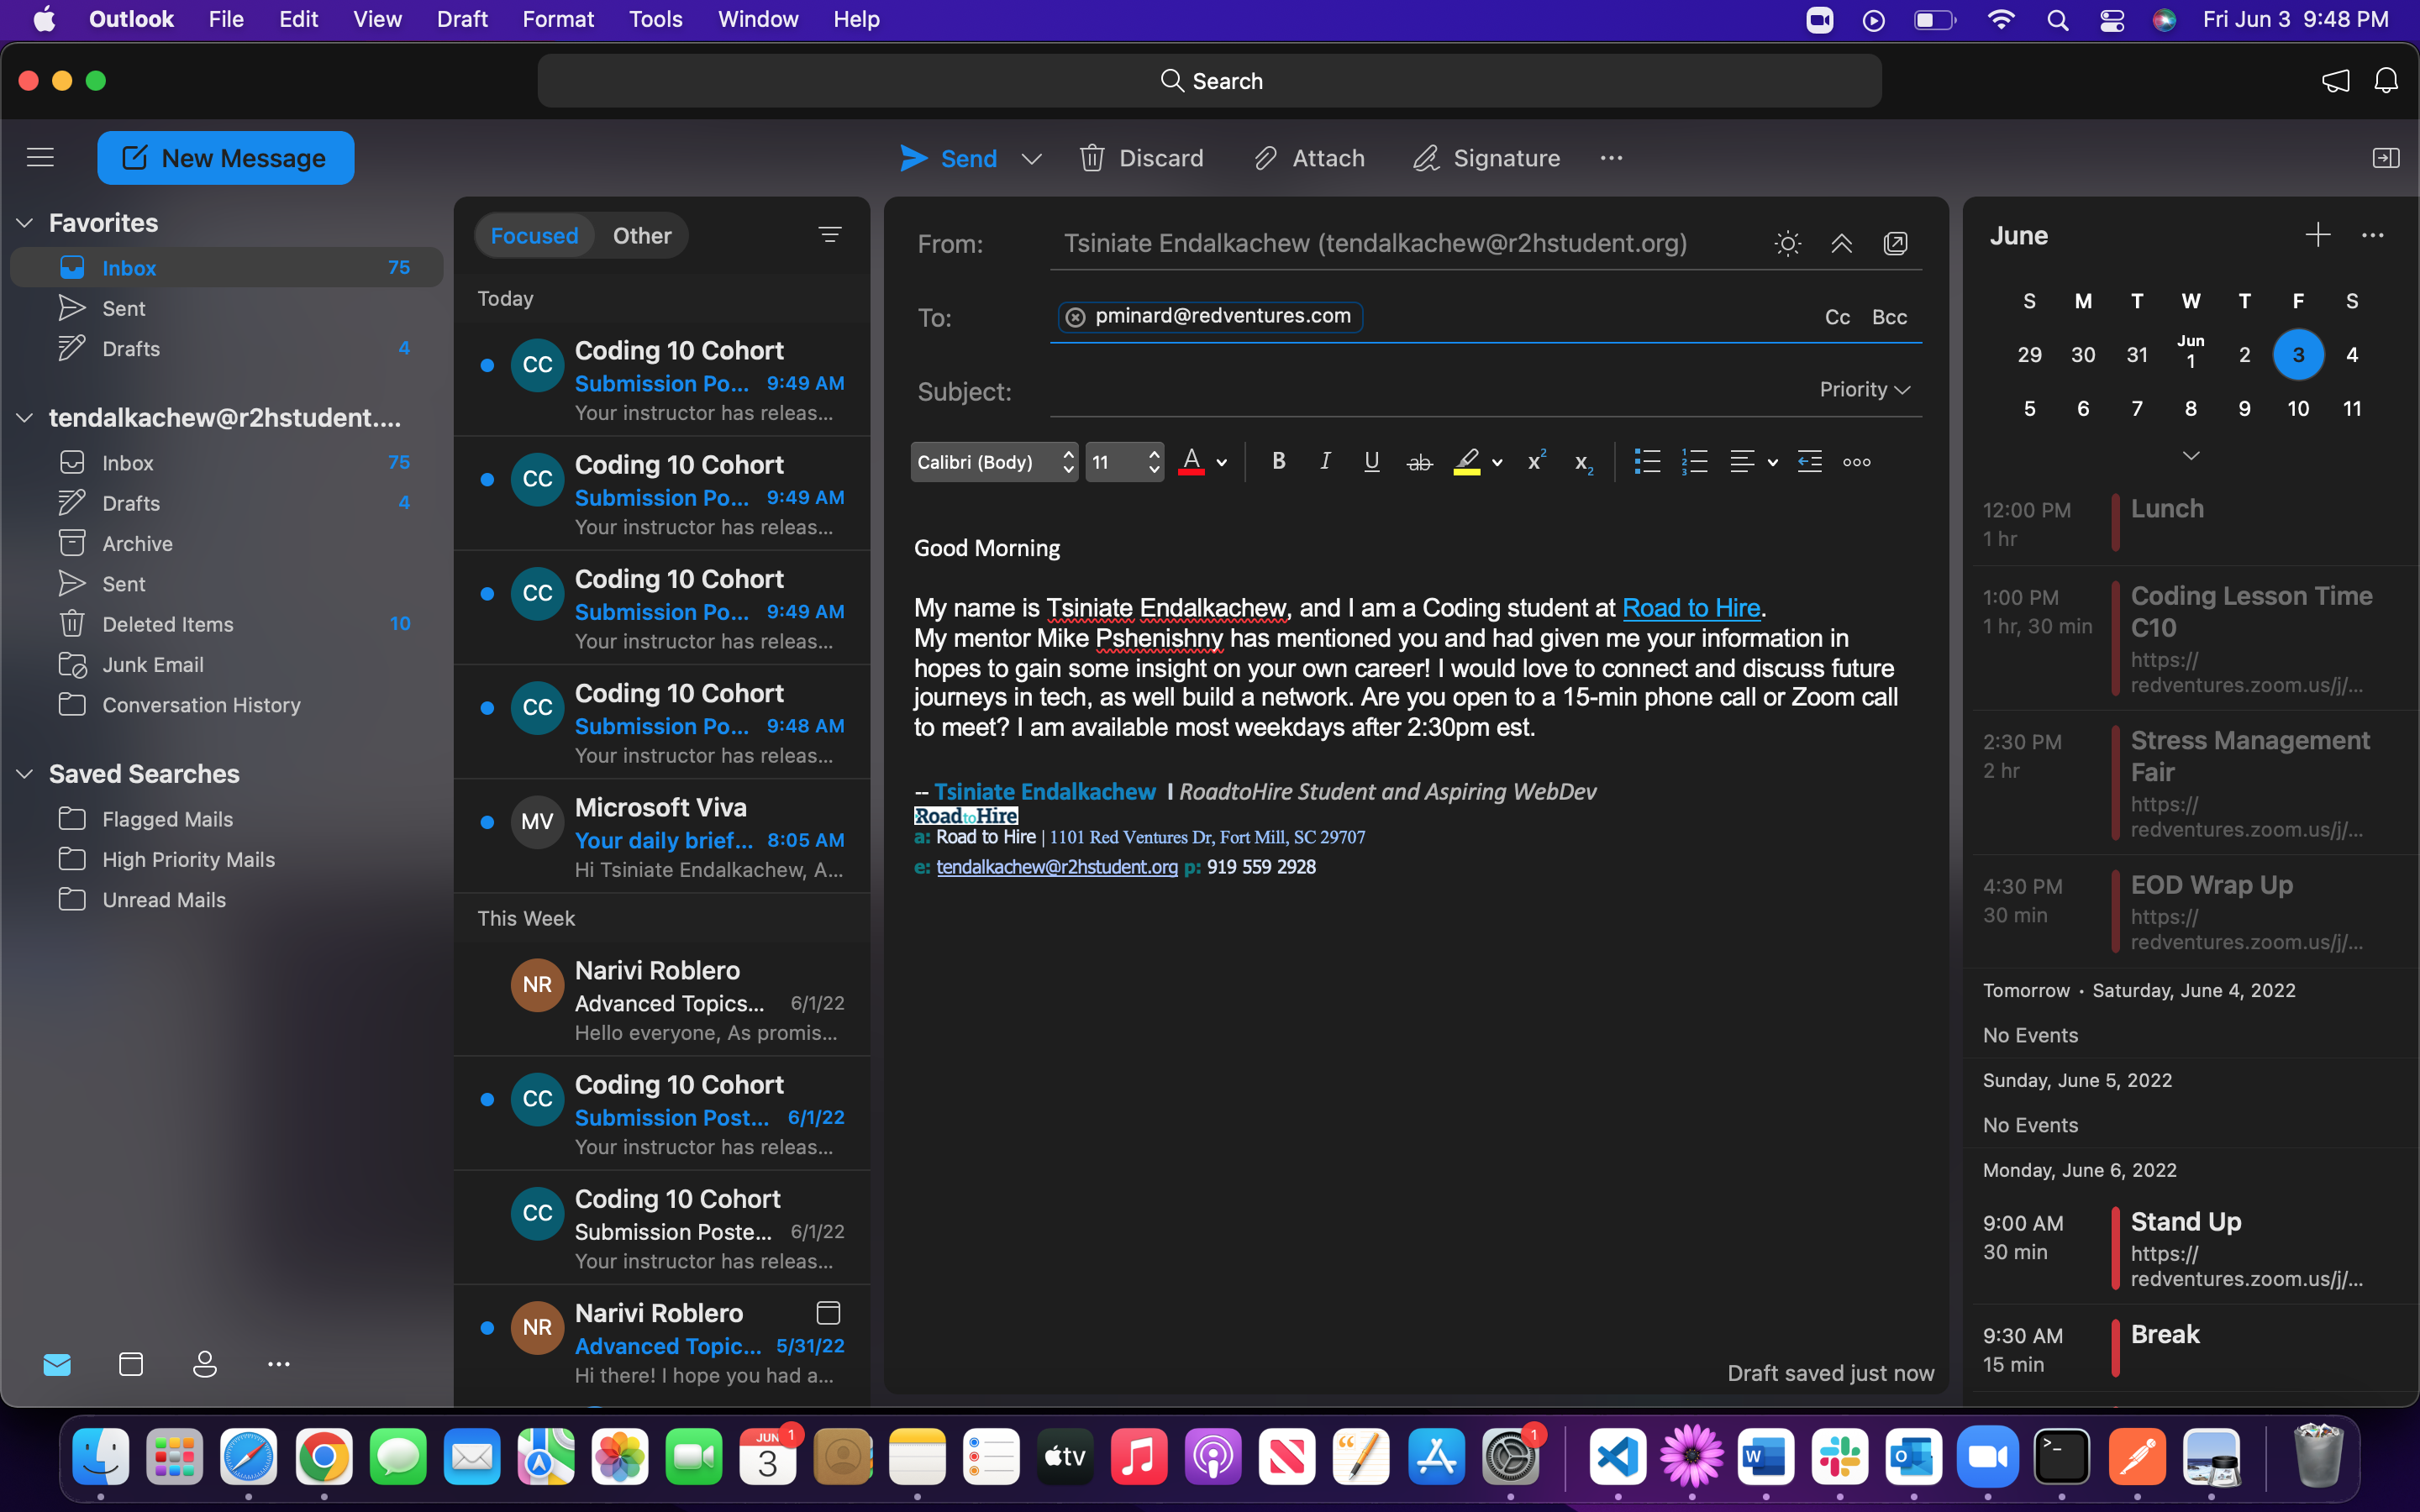 Outlook File Edit View Draft Format Tools Window Help Fri Jun 3 9:48 PM
Search
New Message
Send Discard Attach Signature
Favorites
Inbox 75
Sent
Drafts 4
tendalkachew@r2hstudent....
Inbox 75
Drafts 4
Archive
Sent
Deleted Items 10
Junk Email
Conversation History
Saved Searches
Flagged Mails
High Priority Mails
Unread Mails
Focused Other
Today
CC Coding 10 Cohort
Submission Po... 9:49 AM
Your instructor has releas...
CC Coding 10 Cohort
Submission Po... 9:49 AM
Your instructor has releas...
CC Coding 10 Cohort
Submission Po... 9:49 AM
Your instructor has releas...
CC Coding 10 Cohort
Submission Po... 9:48 AM
Your instructor has releas...
MV Microsoft Viva
Your daily brief... 8:05 AM
Hi Tsiniate Endalkachew, A...
This Week
NR Narivi Roblero
Advanced Topics... 6/1/22
Hello everyone, As promis...
CC Coding 10 Cohort
Submission Post... 6/1/22
Your instructor has releas...
CC Coding 10 Cohort
Submission Poste... 6/1/22
Your instructor has releas...
NR Narivi Roblero
Advanced Topic... 5/31/22
Hi there! I hope you had a...
From: Tsiniate Endalkachew (tendalkachew@r2hstudent.org)
To: pminard@redventures.com Cc Bcc
Subject: Priority
Calibri (Body) 11 A B I U ab x² x₂
Good Morning
My name is Tsiniate Endalkachew, and I am a Coding student at Road to Hire.
My mentor Mike Pshenishny has mentioned you and had given me your information in
hopes to gain some insight on your own career! I would love to connect and discuss future
journeys in tech, as well build a network. Are you open to a 15-min phone call or Zoom call
to meet? I am available most weekdays after 2:30pm est.
-- Tsiniate Endalkachew I RoadtoHire Student and Aspiring WebDev
RoadtoHire
a: Road to Hire | 1101 Red Ventures Dr, Fort Mill, SC 29707
e: tendalkachew@r2hstudent.org p: 919 559 2928
Draft saved just now
June
S M T W T F S
29 30 31 Jun 1 2 3 4
5 6 7 8 9 10 11
12:00 PM Lunch
1 hr
1:00 PM Coding Lesson Time
1 hr, 30 min C10
https://
redventures.zoom.us/j/...
2:30 PM Stress Management
2 hr Fair
https://
redventures.zoom.us/j/...
4:30 PM EOD Wrap Up
30 min https://
redventures.zoom.us/j/...
Tomorrow • Saturday, June 4, 2022
No Events
Sunday, June 5, 2022
No Events
Monday, June 6, 2022
9:00 AM Stand Up
30 min https://
redventures.zoom.us/j/...
9:30 AM Break
15 min
JUN 3 1 tv 1 W O >_